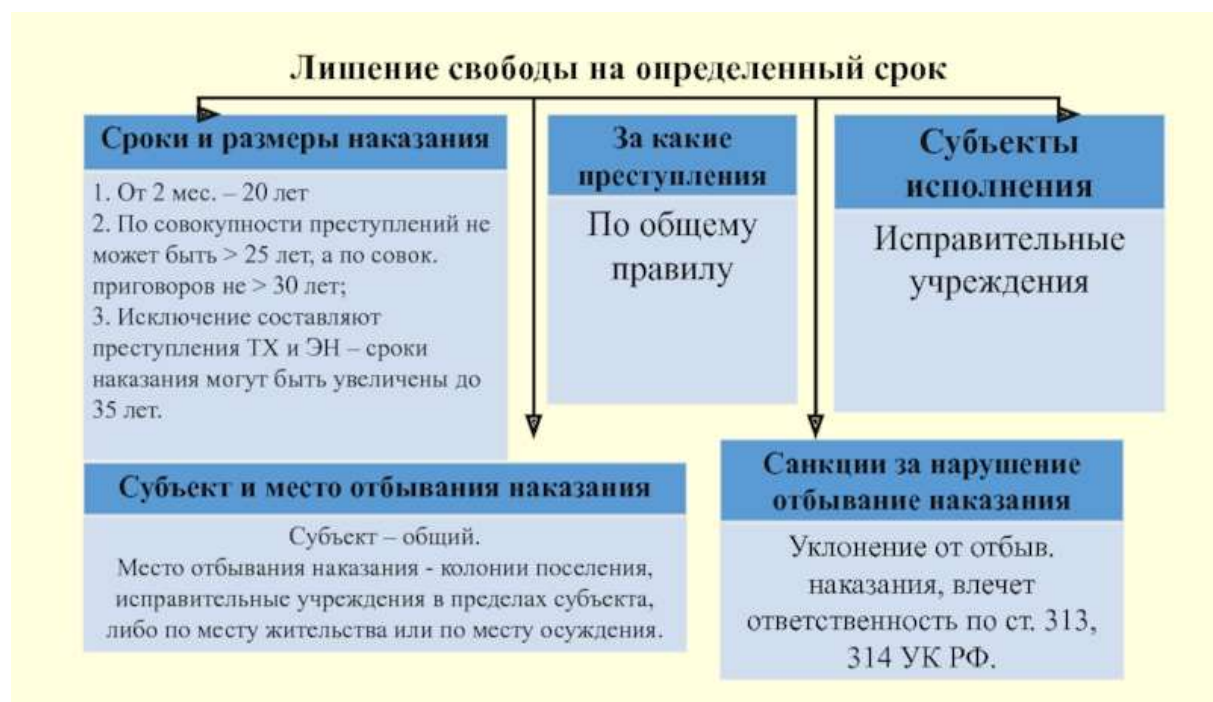 Лишение свободы на определенный срок
Сроки и размеры наказания
1. От 2 мес. – 20 лет
2. По совокупности преступлений не
может быть > 25 лет, а по совок.
приговоров не > 30 лет;
3. Исключение составляют
преступления ТХ и ЭН – сроки
наказания могут быть увеличены до
35 лет.
За какие
преступления
По общему
правилу
Субъекты
исполнения
Исправительные
учреждения
Субъект и место отбывания наказания
Субъект – общий.
Место отбывания наказания - колонии поселения,
исправительные учреждения в пределах субъекта,
либо по месту жительства или по месту осуждения.
Санкции за нарушение
отбывание наказания
Уклонение от отбыв.
наказания, влечет
ответственность по ст. 313,
314 УК РФ.